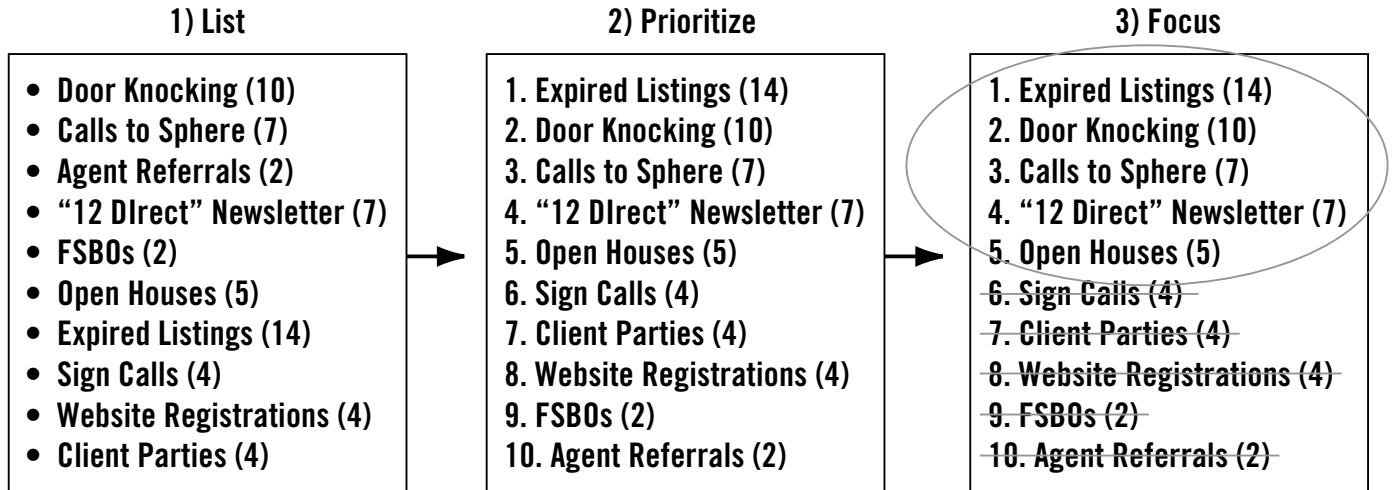 1) List
• Door Knocking (10)
• Calls to Sphere (7)
• Agent Referrals (2)
• “12 DIrect” Newsletter (7)
• FSBOs (2)
• Open Houses (5)
• Expired Listings (14)
• Sign Calls (4)
• Website Registrations (4)
• Client Parties (4)
2) Prioritize
1. Expired Listings (14)
2. Door Knocking (10)
3. Calls to Sphere (7)
4. “12 DIrect” Newsletter (7)
5. Open Houses (5)
6. Sign Calls (4)
7. Client Parties (4)
8. Website Registrations (4)
9. FSBOs (2)
10. Agent Referrals (2)
3) Focus
1. Expired Listings (14)
2. Door Knocking (10)
3. Calls to Sphere (7)
4. “12 Direct” Newsletter (7)
5. Open Houses (5)
6. Sign Calls (4)
7. Client Parties (4)
8. Website Registrations (4)
9. FSBOs (2)
10. Agent Referrals (2)